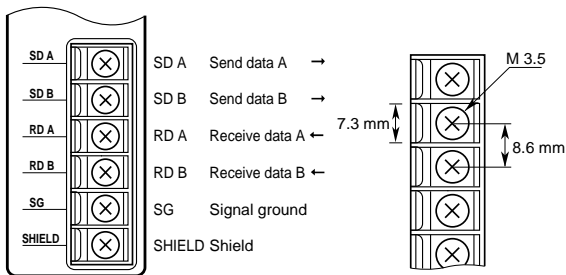 SD A SD A Send data A →
SD B SD B Send data B →
RD A RD A Receive data A ←
RD B RD B Receive data B ←
SG SG Signal ground
SHIELD SHIELD Shield
M 3.5
7.3 mm
8.6 mm